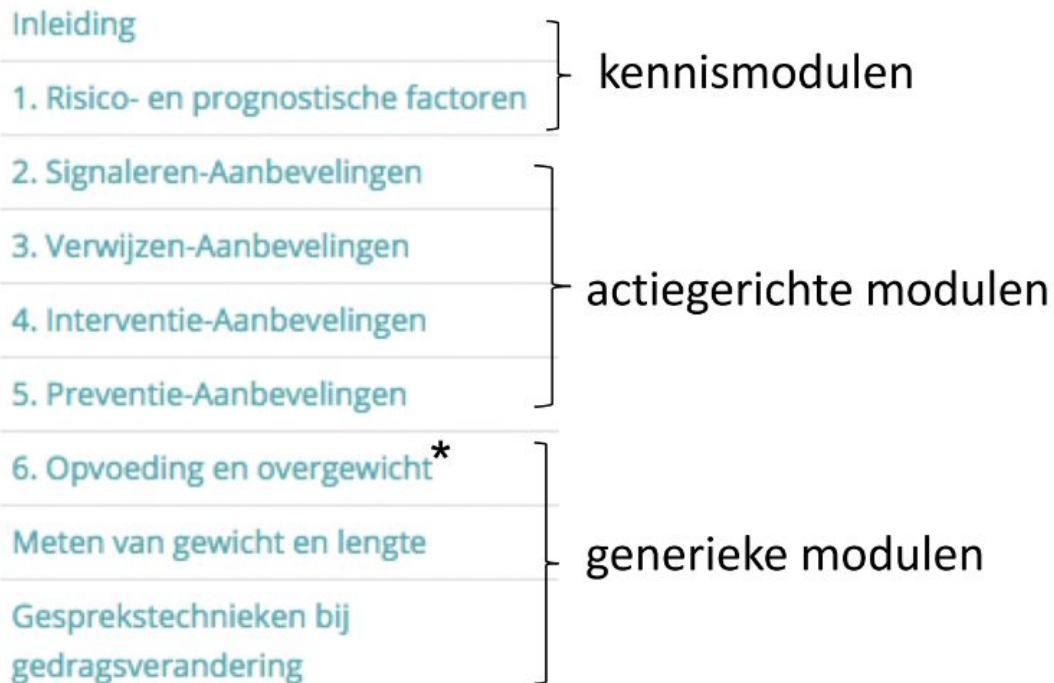 Inleiding
kennismodulen
1. Risico- en prognostische factoren
2. Signaleren-Aanbevelingen
3. Verwijzen-Aanbevelingen
actiegerichte modulen
4. Interventie-Aanbevelingen
5. Preventie-Aanbevelingen
6. Opvoeding en overgewicht*
Meten van gewicht en lengte
generieke modulen
Gesprekstechnieken bij
gedragsverandering